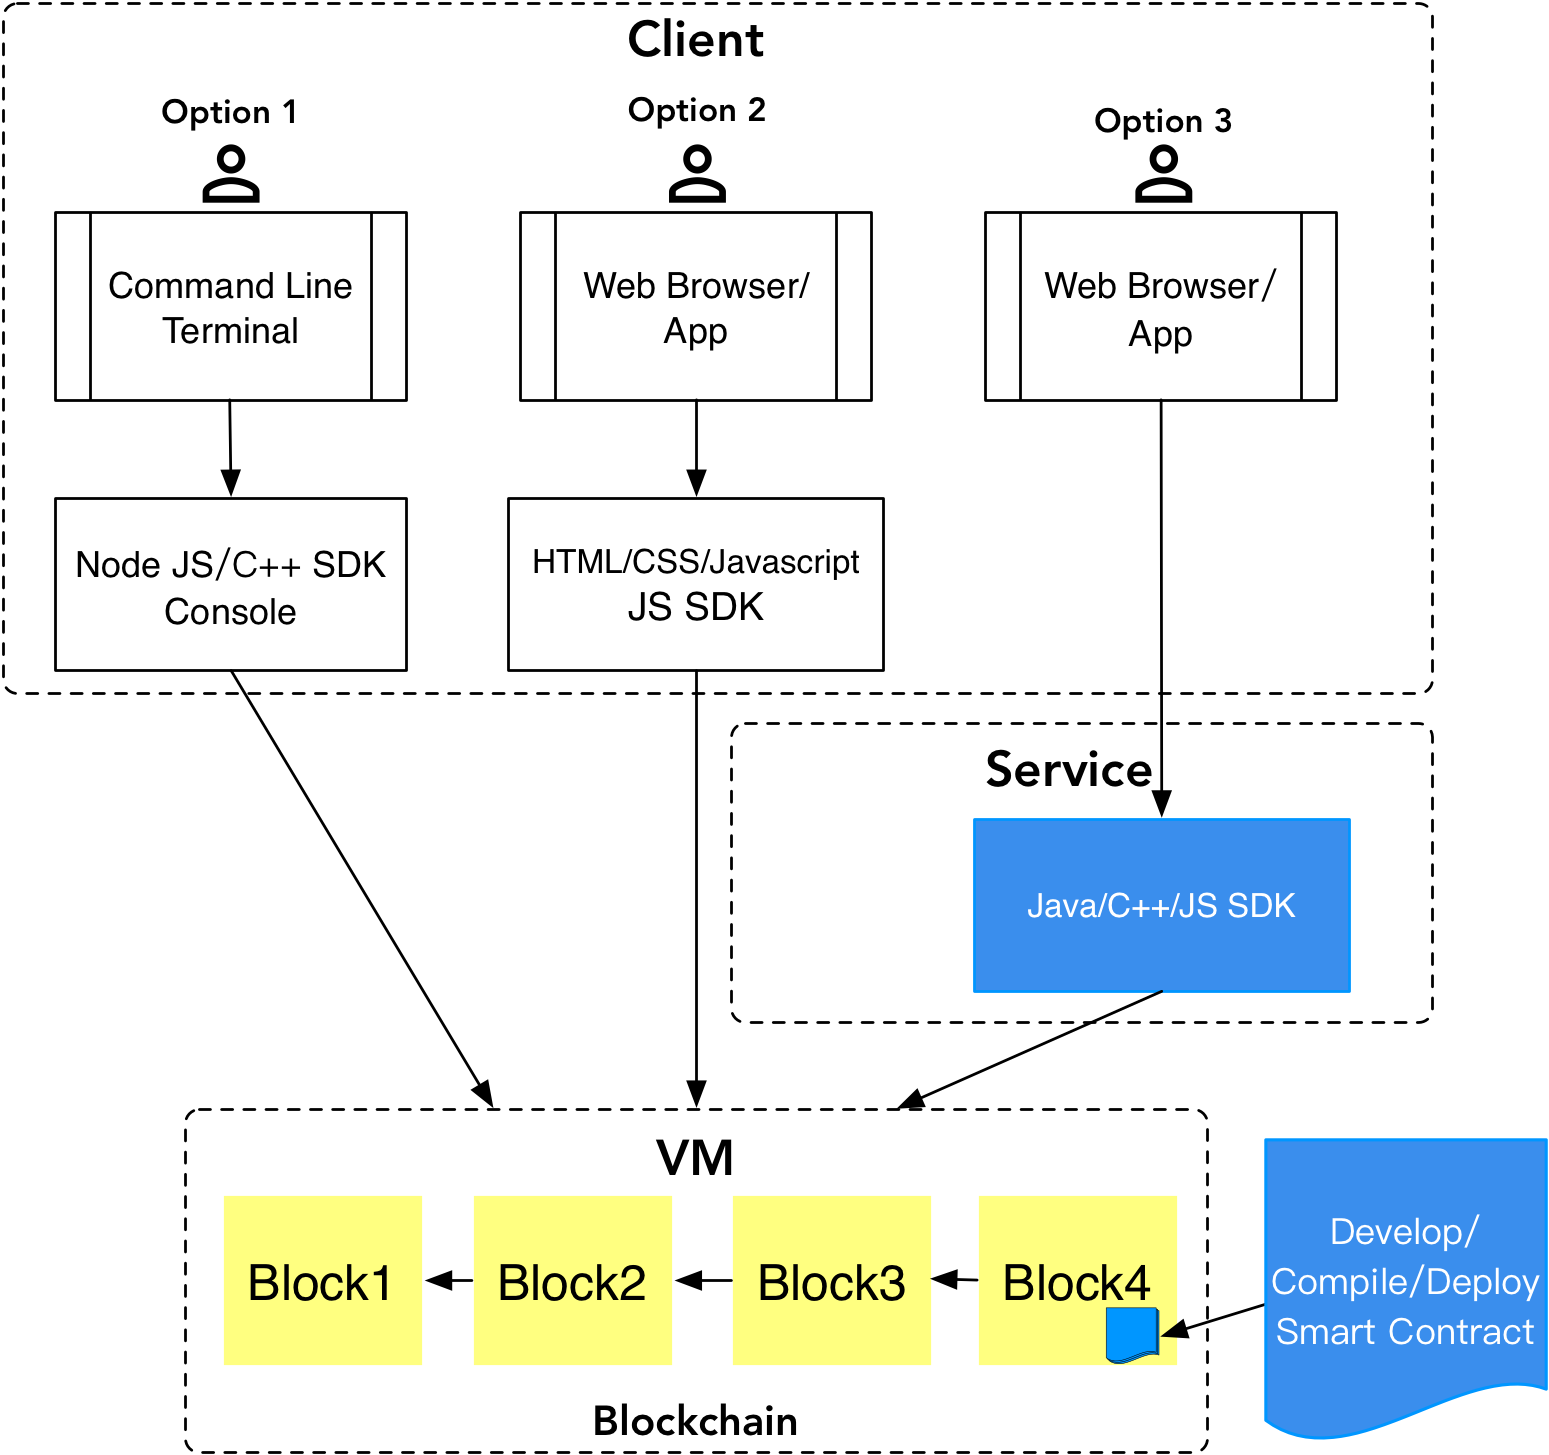 Client
Option 1
Option 2
Option 3
Command Line
Terminal
Web Browser/
App
Web Browser/
App
Node JS/C++ SDK
Console
HTML/CSS/Javascript
JS SDK
Service
Java/C++/JS SDK
VM
Block1
Block2
Block3
Block4
Develop/
Compile/Deploy
Smart Contract
Blockchain